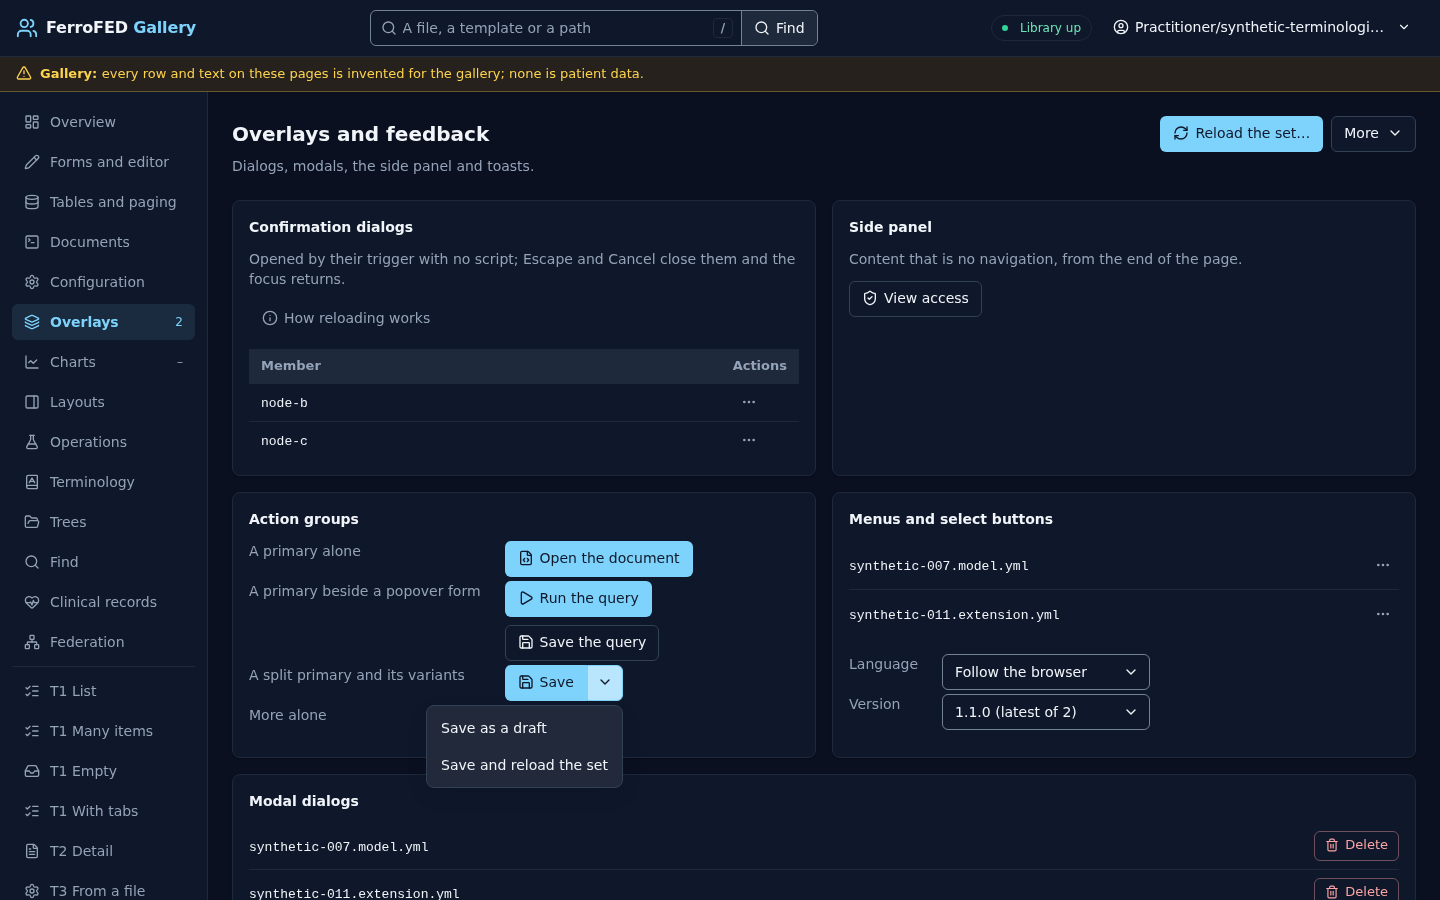 FerroFED Gallery
A file, a template or a path
/
Find
Library up
Practitioner/synthetic-terminologi...
Gallery: every row and text on these pages is invented for the gallery; none is patient data.
Overview
Forms and editor
Tables and paging
Documents
Configuration
Overlays
2
Charts
–
Layouts
Operations
Terminology
Trees
Find
Clinical records
Federation
T1 List
T1 Many items
T1 Empty
T1 With tabs
T2 Detail
T3 From a file
Overlays and feedback
Reload the set...
More
Dialogs, modals, the side panel and toasts.
Confirmation dialogs
Opened by their trigger with no script; Escape and Cancel close them and the
focus returns.
How reloading works
Member
Actions
node-b
node-c
Side panel
Content that is no navigation, from the end of the page.
View access
Action groups
A primary alone
Open the document
A primary beside a popover form
Run the query
Save the query
A split primary and its variants
Save
More alone
Save as a draft
Save and reload the set
Menus and select buttons
synthetic-007.model.yml
synthetic-011.extension.yml
Language
Follow the browser
Version
1.1.0 (latest of 2)
Modal dialogs
synthetic-007.model.yml
Delete
synthetic-011.extension.yml
Delete